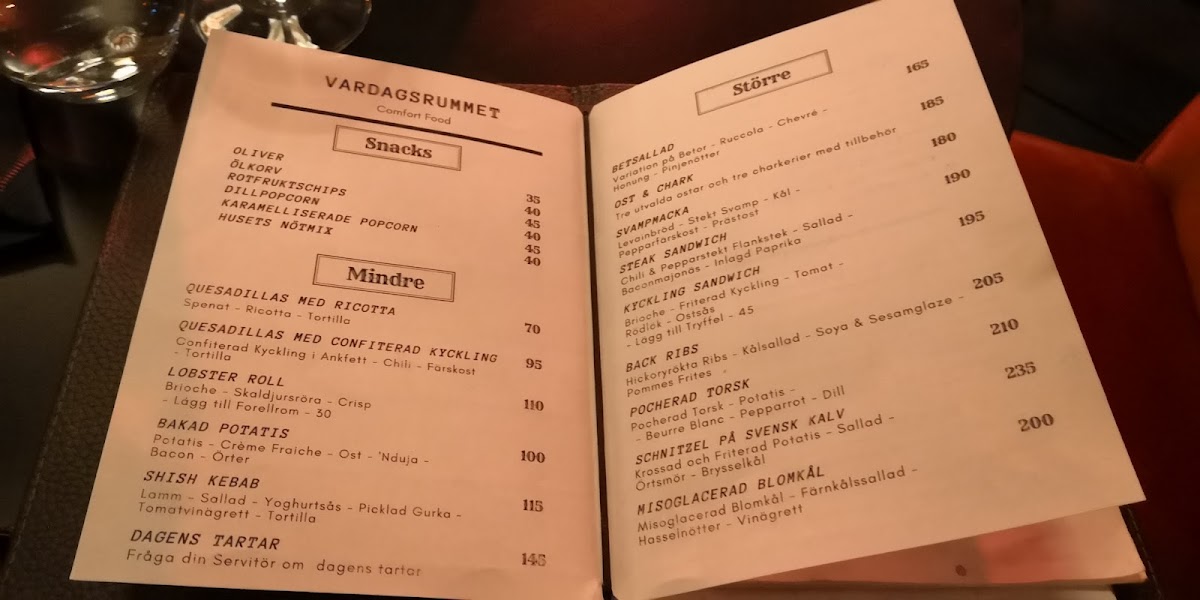 VARDAGSRUMMET
Comfort Food
Snacks
OLIVER 35
ÖLKORV 40
ROTFRUKTSCHIPS 45
DILLPOPCORN 40
KARAMELLISERADE POPCORN 45
HUSETS NÖTMIX 40
Mindre
QUESADILLAS MED RICOTTA 70
Spenat - Ricotta - Tortilla
QUESADILLAS MED CONFITERAD KYCKLING 95
Confiterad Kyckling i Ankfett - Chili - Färskost
- Tortilla
LOBSTER ROLL 110
Brioche - Skaldjursröra - Crisp
- Lägg till Forellrom - 30
BAKAD POTATIS 100
Potatis - Crème Fraiche - Ost - 'Nduja -
Bacon - Örter
SHISH KEBAB 115
Lamm - Sallad - Yoghurtsås - Picklad Gurka -
Tomatvinägrett - Tortilla
DAGENS TARTAR 145
Fråga din Servitör om dagens tartar
Större
BETSALLAD 165
Variation på Betor - Ruccola - Chevré -
Honung - Pinjenötter
OST & CHARK 185
Tre utvalda ostar och tre charkerier med tillbehör
SVAMPMACKA 180
Levainbröd - Stekt Svamp - Kål -
Pepparfärskost - Prästost
STEAK SANDWICH 190
Chili & Pepparstekt Flankstek - Sallad -
Baconmajonäs - Inlagd Paprika
KYCKLING SANDWICH 195
Brioche - Friterad Kyckling - Tomat -
Rödlök - Ostsås
- Lägg till Tryffel - 45
BACK RIBS 205
Hickoryrökta Ribs - Kålsallad - Soya & Sesamglaze -
Pommes Frites
POCHERAD TORSK 210
Pocherad Torsk - Potatis -
- Beurre Blanc - Pepparrot - Dill
SCHNITZEL PÅ SVENSK KALV 235
Krossad och Friterad Potatis - Sallad -
Örtsmör - Brysselkål
MISOGLACERAD BLOMKÅL 200
Misoglacerad Blomkål - Färnkålssallad -
Hasselnötter - Vinägrett